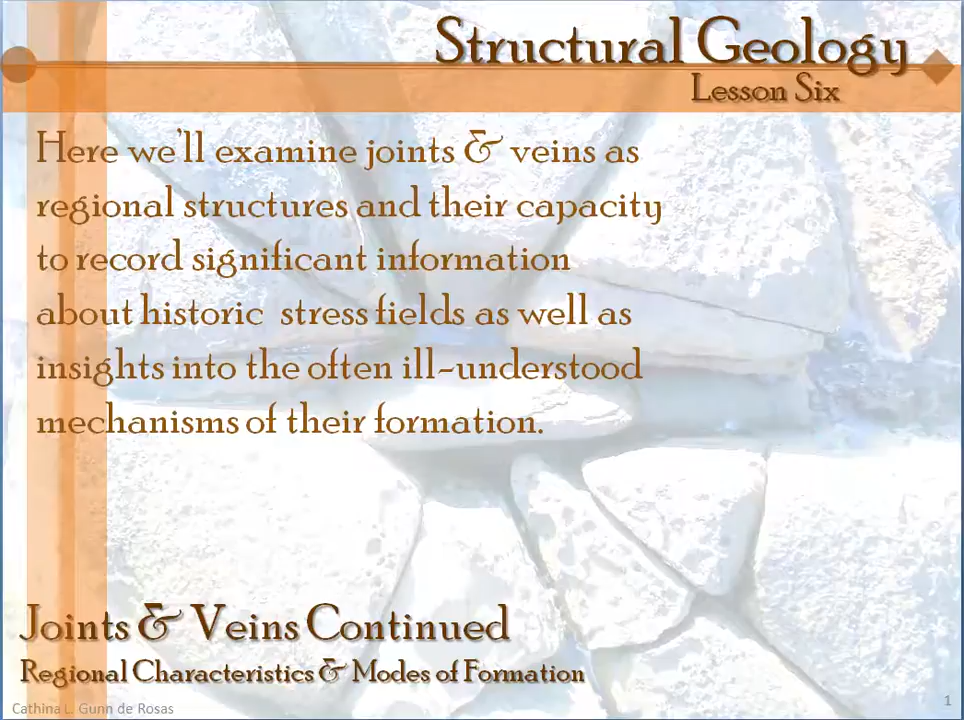 Structural Geology
Lesson Six
Here we'll examine joints & veins as
regional structures and their capacity
to record significant information
about historic stress fields as well as
insights into the often ill-understood
mechanisms of their formation.
Joints & Veins Continued
Regional Characteristics & Modes of Formation
Cathina L. Gunn de Rosas
1